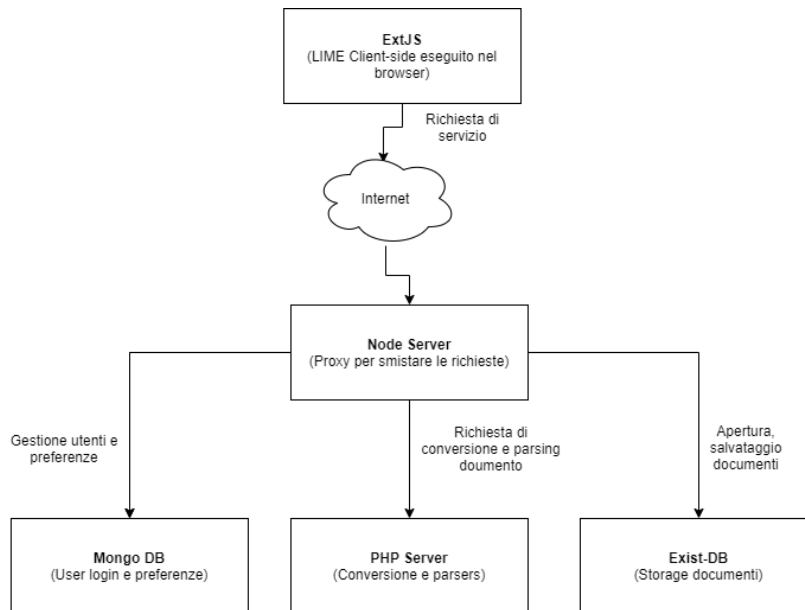 ExtJS
(LIME Client-side eseguito nel
browser)
Richiesta di
servizio
Internet
Node Server
(Proxy per smistare le richieste)
Gestione utenti e
preferenze
Richiesta di
conversione e parsing
doumento
Apertura,
salvataggio
documenti
Mongo DB
(User login e preferenze)
PHP Server
(Conversione e parsers)
Exist-DB
(Storage documenti)